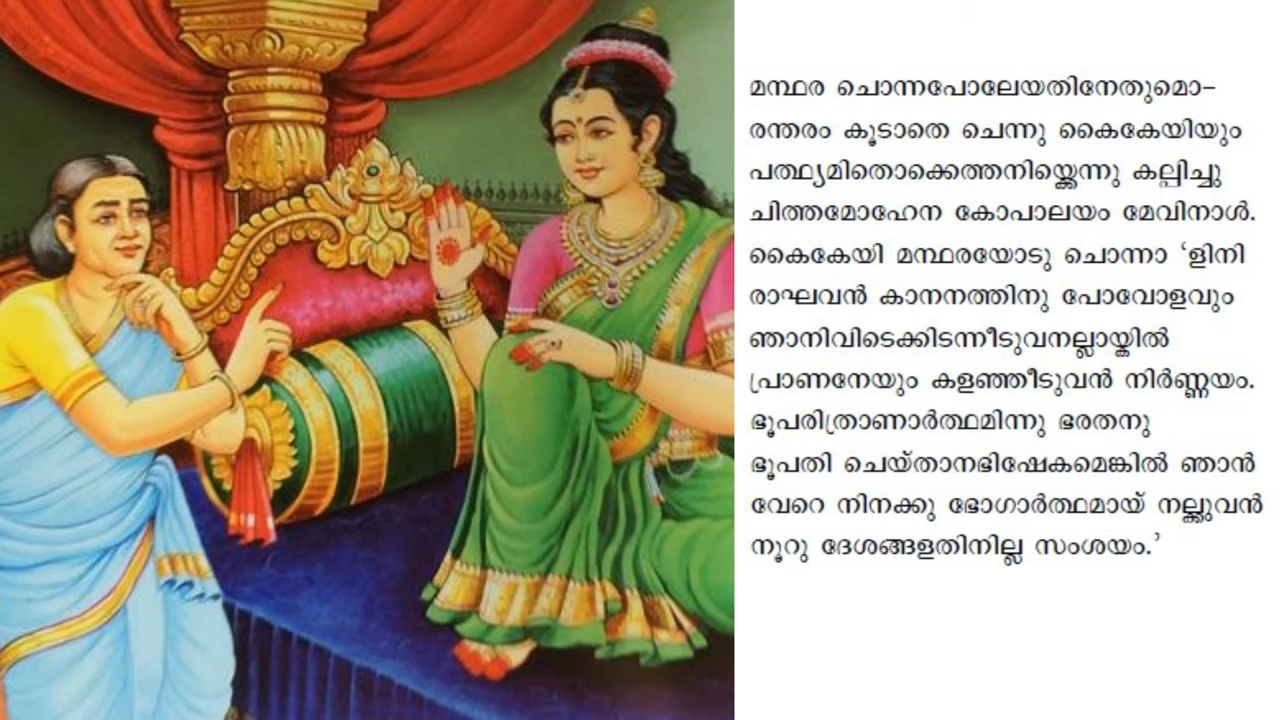 മന്ഥര ചൊന്നപോലേയതിനേതുമൊ–
രന്തരം കൂടാതെ ചെന്നു കൈകേയിയും
പത്ഥ്യമിതൊക്കെത്തനിയ്ക്കെന്നു കല്പിച്ചു
ചിത്തമോഹേന കോപാലയം മേവിനാൾ.
കൈകേയി മന്ഥരയോടു ചൊന്നാ ‘ളിനി
രാഘവൻ കാനനത്തിനു പോവോളവും
ഞാനിവിടെക്കിടന്നീടുവനല്ലായ്കിൽ
പ്രാണനേയും കളഞ്ഞീടുവൻ നിർണ്ണയം.
ഭൂപരിത്രാണാർത്ഥമിന്നു ഭരതനു
ഭൂപതി ചെയ്താനഭിഷേകമെങ്കിൽ ഞാൻ
വേറെ നിനക്കു ഭോഗാർത്ഥമായ് നല്കുവൻ
നൂറു ദേശങ്ങളതിനില്ല സംശയം.’